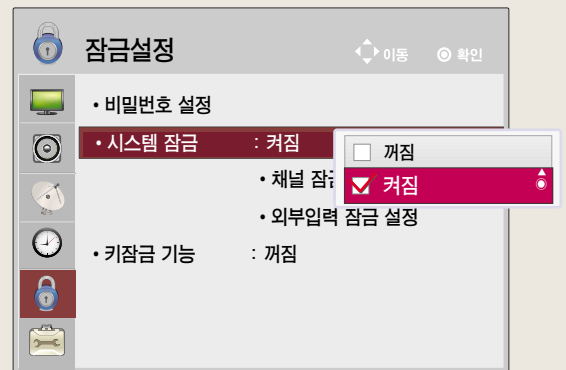 잠금설정 이동 확인
• 비밀번호 설정
• 시스템 잠금 : 켜짐
꺼짐
켜짐
• 채널 잠금
• 외부입력 잠금 설정
• 키잠금 기능 : 꺼짐